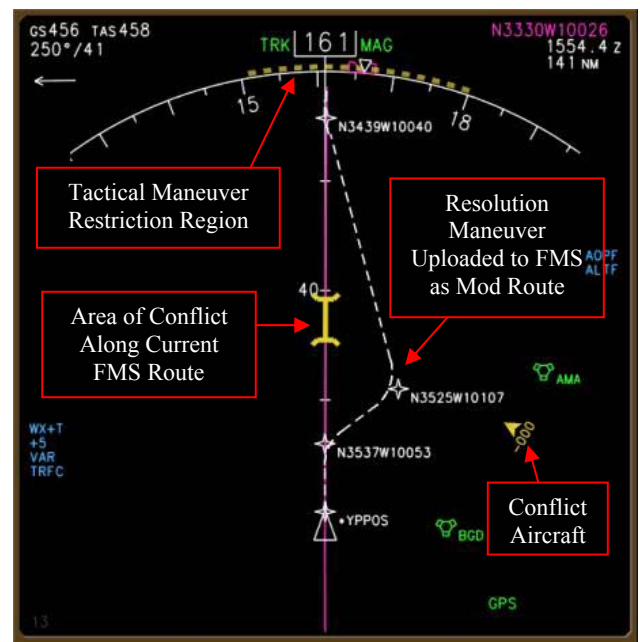 GS456 TAS458
250°/41
TRK 161 MAG
N3330W10026
1554.4 Z
141 NM
15
18
N3439W10040
Tactical Maneuver
Restriction Region
Resolution
Maneuver
Uploaded to FMS
as Mod Route
AOPF
ALTF
40
Area of Conflict
Along Current
FMS Route
AMA
N3525W10107
-000
WX+T
+5
VAR
TRFC
N3537W10053
Conflict
Aircraft
•YPPOS
BGD
GPS
13